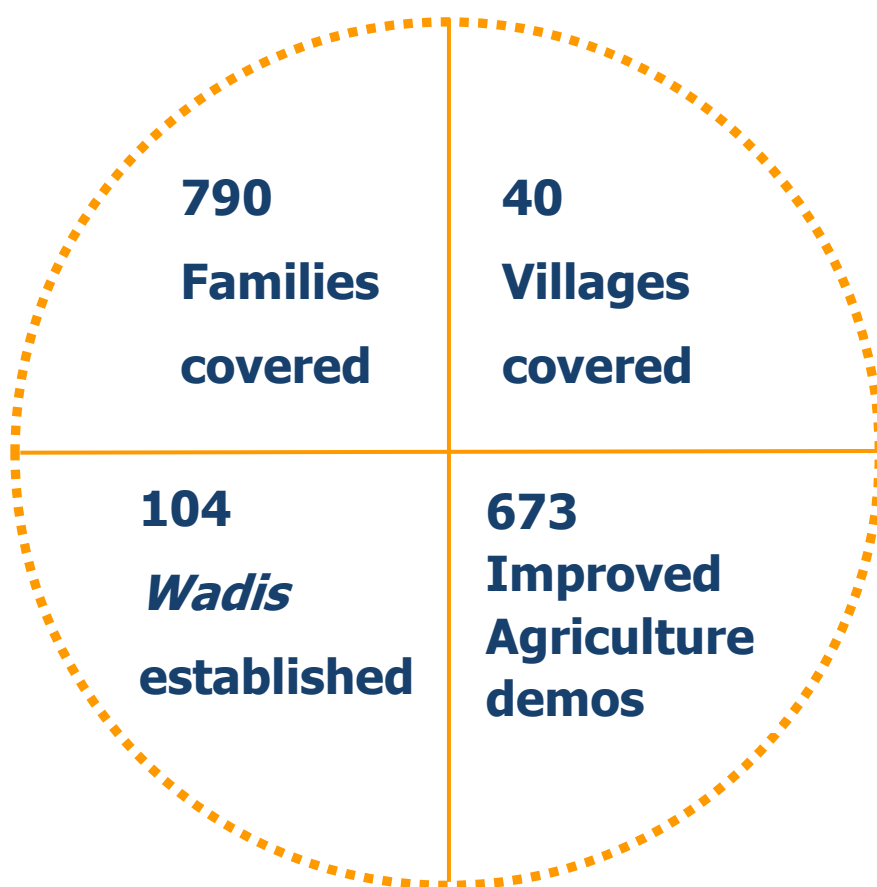 790
Families
covered
40
Villages
covered
104
Wadis
established
673
Improved
Agriculture
demos